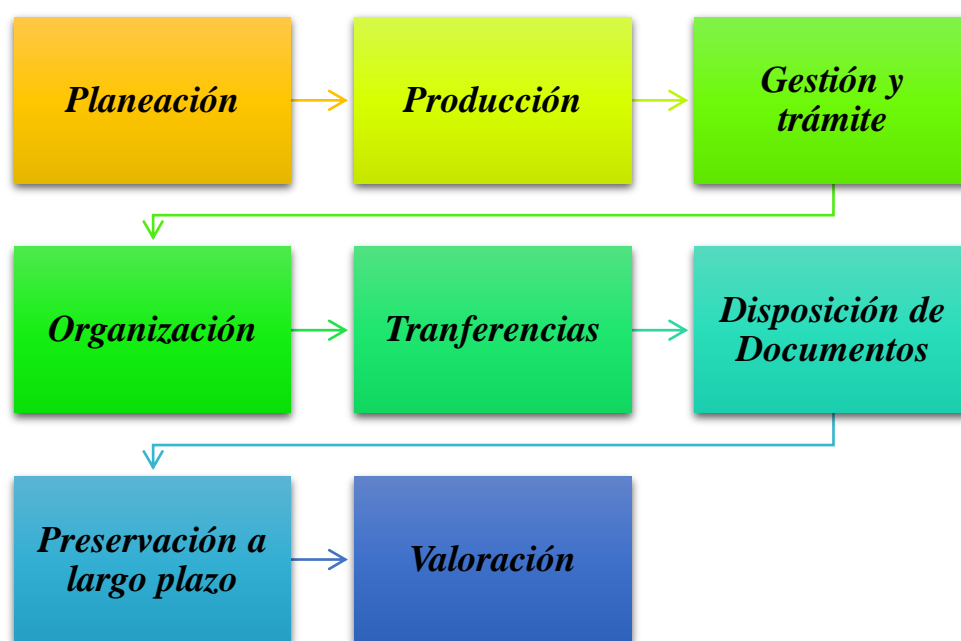 Planeación
Producción
Gestión y
trámite
Organización
Tranferencias
Disposición de
Documentos
Preservación a
largo plazo
Valoración